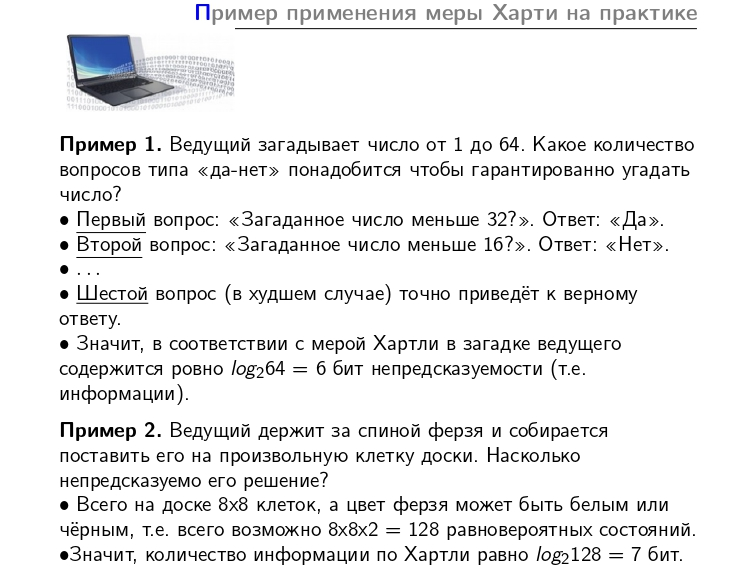 Пример применения меры Харти на практике
Пример 1. Ведущий загадывает число от 1 до 64. Какое количество
вопросов типа «да-нет» понадобится чтобы гарантированно угадать
число?
• Первый вопрос: «Загаданное число меньше 32?». Ответ: «Да».
• Второй вопрос: «Загаданное число меньше 16?». Ответ: «Нет».
• . . .
• Шестой вопрос (в худшем случае) точно приведёт к верному
ответу.
• Значит, в соответствии с мерой Хартли в загадке ведущего
содержится ровно log₂64 = 6 бит непредсказуемости (т.е.
информации).
Пример 2. Ведущий держит за спиной ферзя и собирается
поставить его на произвольную клетку доски. Насколько
непредсказуемо его решение?
• Всего на доске 8x8 клеток, а цвет ферзя может быть белым или
чёрным, т.е. всего возможно 8x8x2 = 128 равновероятных состояний.
•Значит, количество информации по Хартли равно log₂128 = 7 бит.